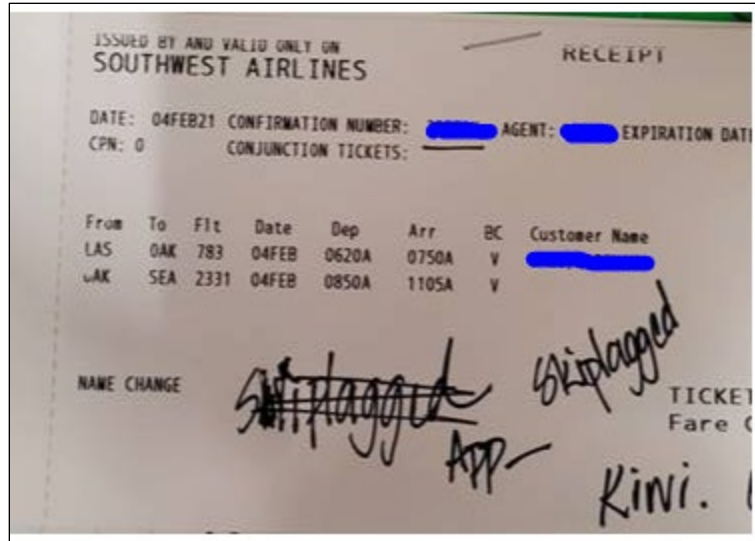 ISSUED BY AND VALID ONLY ON
SOUTHWEST AIRLINES
RECEIPT
DATE: 04FEB21 CONFIRMATION NUMBER: AGENT: EXPIRATION DAT
CPN: 0 CONJUNCTION TICKETS:
From To Flt Date Dep Arr BC Customer Name
LAS OAK 783 04FEB 0620A 0750A V
OAK SEA 2331 04FEB 0850A 1105A V
NAME CHANGE
Skiplagged
TICKET
Fare
APP-
Kiwi.